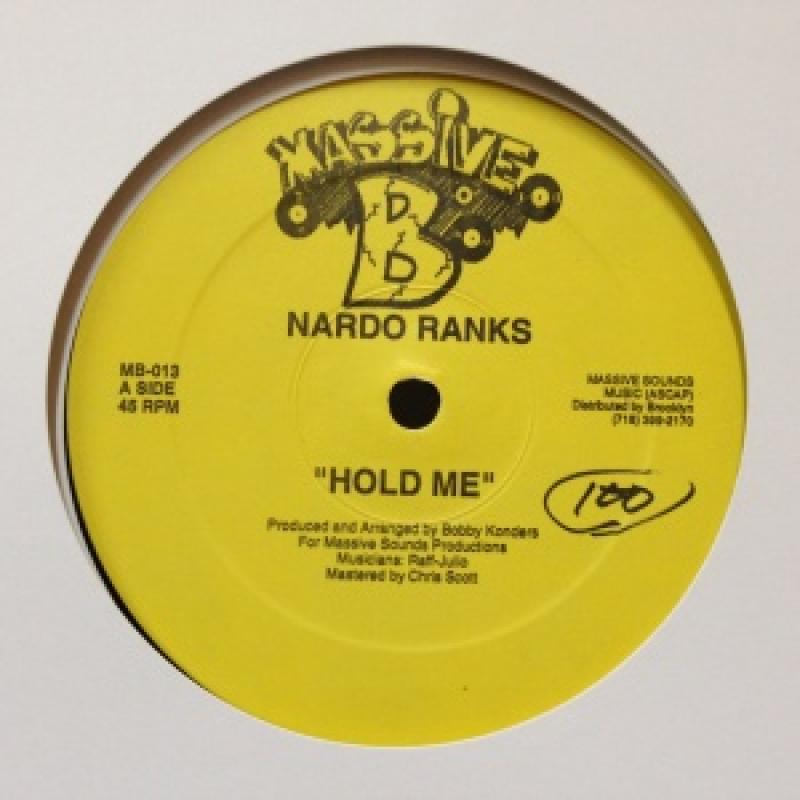 MASSIVE
B
D
D
NARDO RANKS
MB-013
A SIDE
45 RPM
MASSIVE SOUNDS
MUSIC (ASCAP)
Distributed by Brooklyn
(718)
"HOLD ME"
100
Produced and Arranged by Bobby Konders
For Massive Sounds Productions
Musicians: Raff-Julio
Mastered by Chris Scott